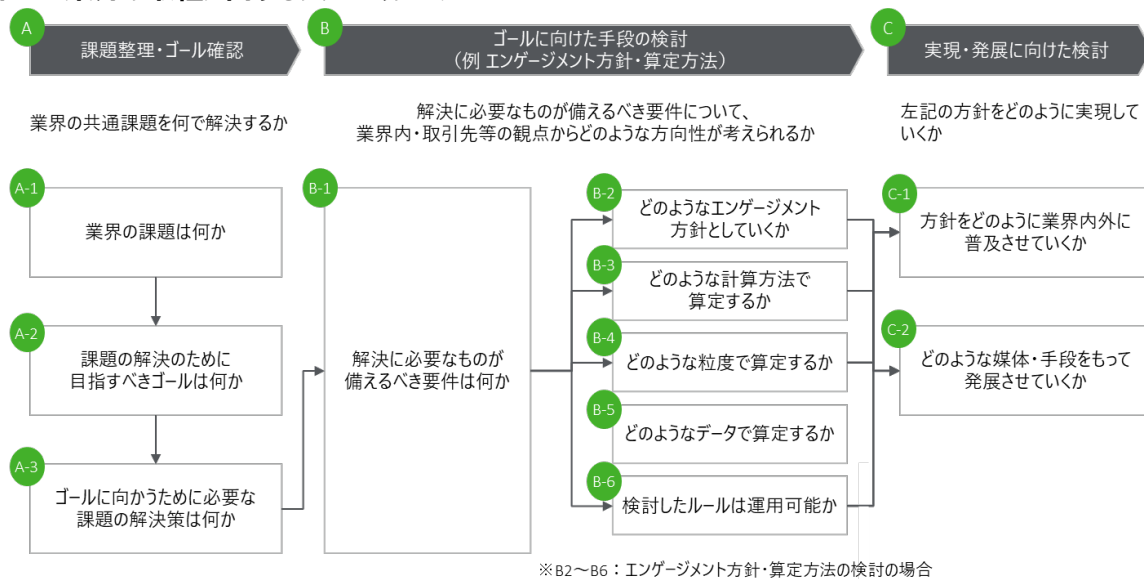 A
課題整理・ゴール確認
B
ゴールに向けた手段の検討
（例 エンゲージメント方針・算定方法）
C
実現・発展に向けた検討
業界の共通課題を何で解決するか
解決に必要なものが備えるべき要件について、
業界内・取引先等の観点からどのような方向性が考えられるか
左記の方針をどのように実現して
いくか
A-1
業界の課題は何か
A-2
課題の解決のために
目指すべきゴールは何か
A-3
ゴールに向かうために必要な
課題の解決策は何か
B-1
解決に必要なものが
備えるべき要件は何か
B-2
どのようなエンゲージメント
方針としていくか
B-3
どのような計算方法で
算定するか
B-4
どのような粒度で算定するか
B-5
どのようなデータで算定するか
B-6
検討したルールは運用可能か
C-1
方針をどのように業界内外に
普及させていくか
C-2
どのような媒体・手段をもって
発展させていくか
※B2～B6：エンゲージメント方針・算定方法の検討の場合